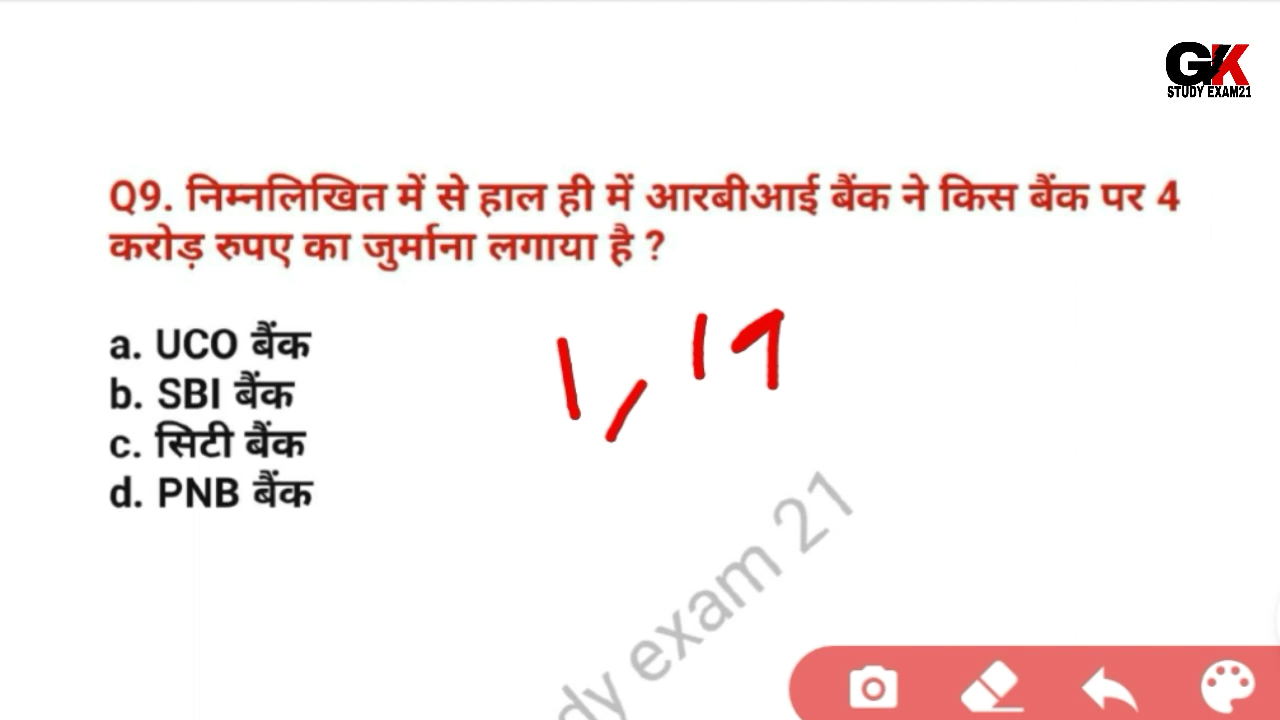 GK
STUDY EXAM21
Q9. निम्नलिखित में से हाल ही में आरबीआई बैंक ने किस बैंक पर 4
करोड़ रुपए का जुर्माना लगाया है ?
a. UCO बैंक
b. SBI बैंक
c. सिटी बैंक
d. PNB बैंक
dy exam 21